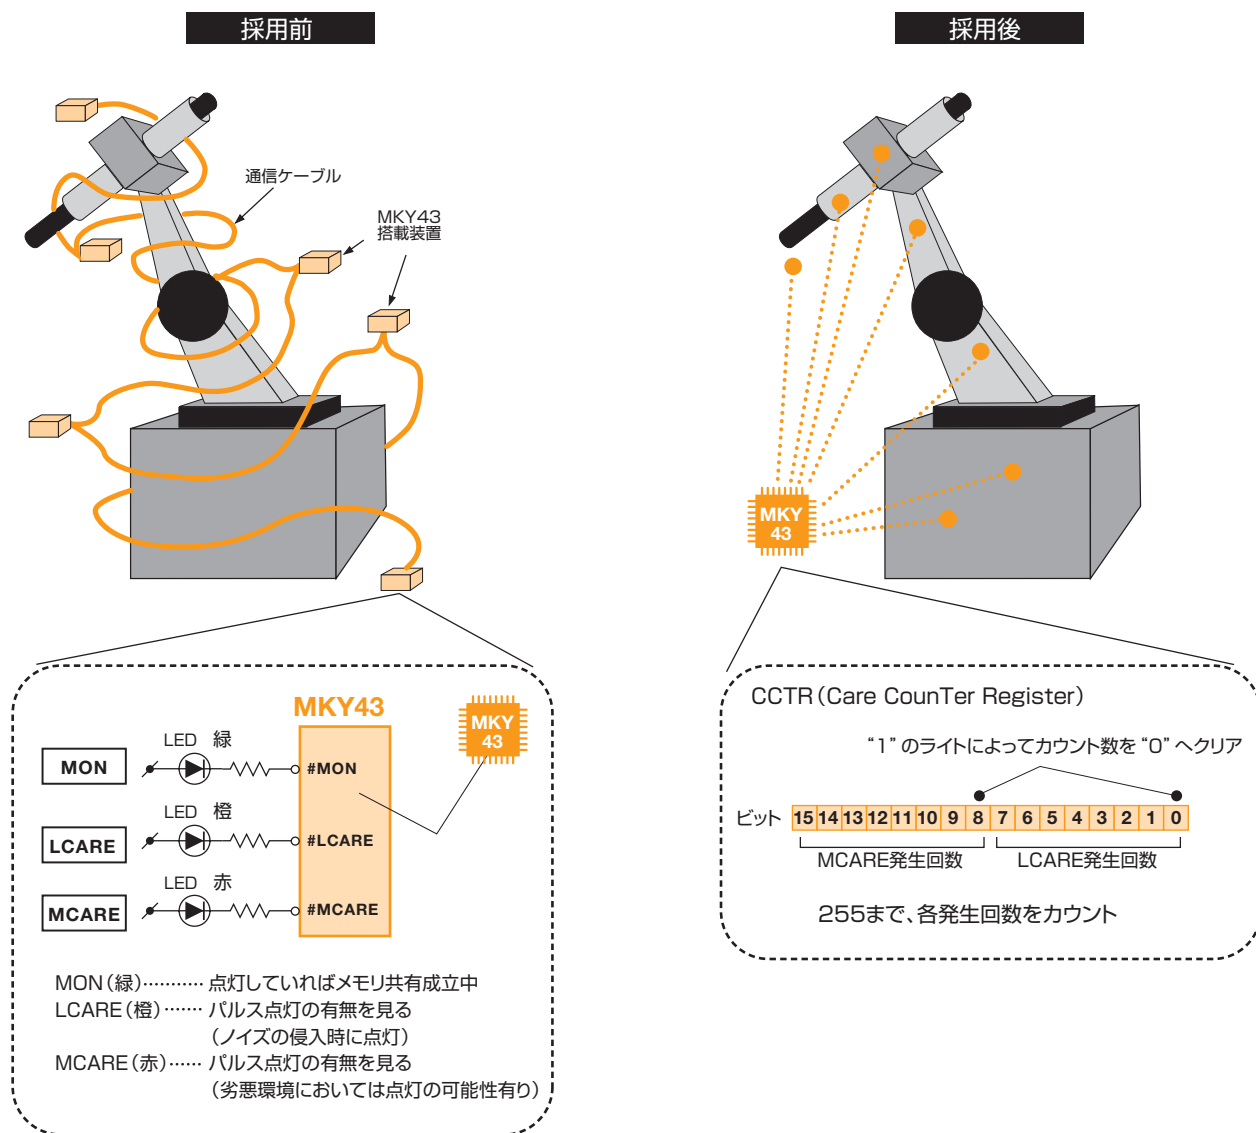 採用前
採用後
通信ケーブル
MKY43
搭載装置
MKY
43
MKY43
MKY
43
LED 緑
MON
#MON
LED 橙
LCARE
#LCARE
LED 赤
MCARE
#MCARE
MON(緑)………… 点灯していればメモリ共有成立中
LCARE(橙)……… パルス点灯の有無を見る
(ノイズの侵入時に点灯)
MCARE(赤)…… パルス点灯の有無を見る
(劣悪環境においては点灯の可能性有り)
CCTR(Care CounTer Register)
“1”のライトによってカウント数を“0”へクリア
ビット 15 14 13 12 11 10 9 8 7 6 5 4 3 2 1 0
MCARE発生回数 LCARE発生回数
255まで、各発生回数をカウント